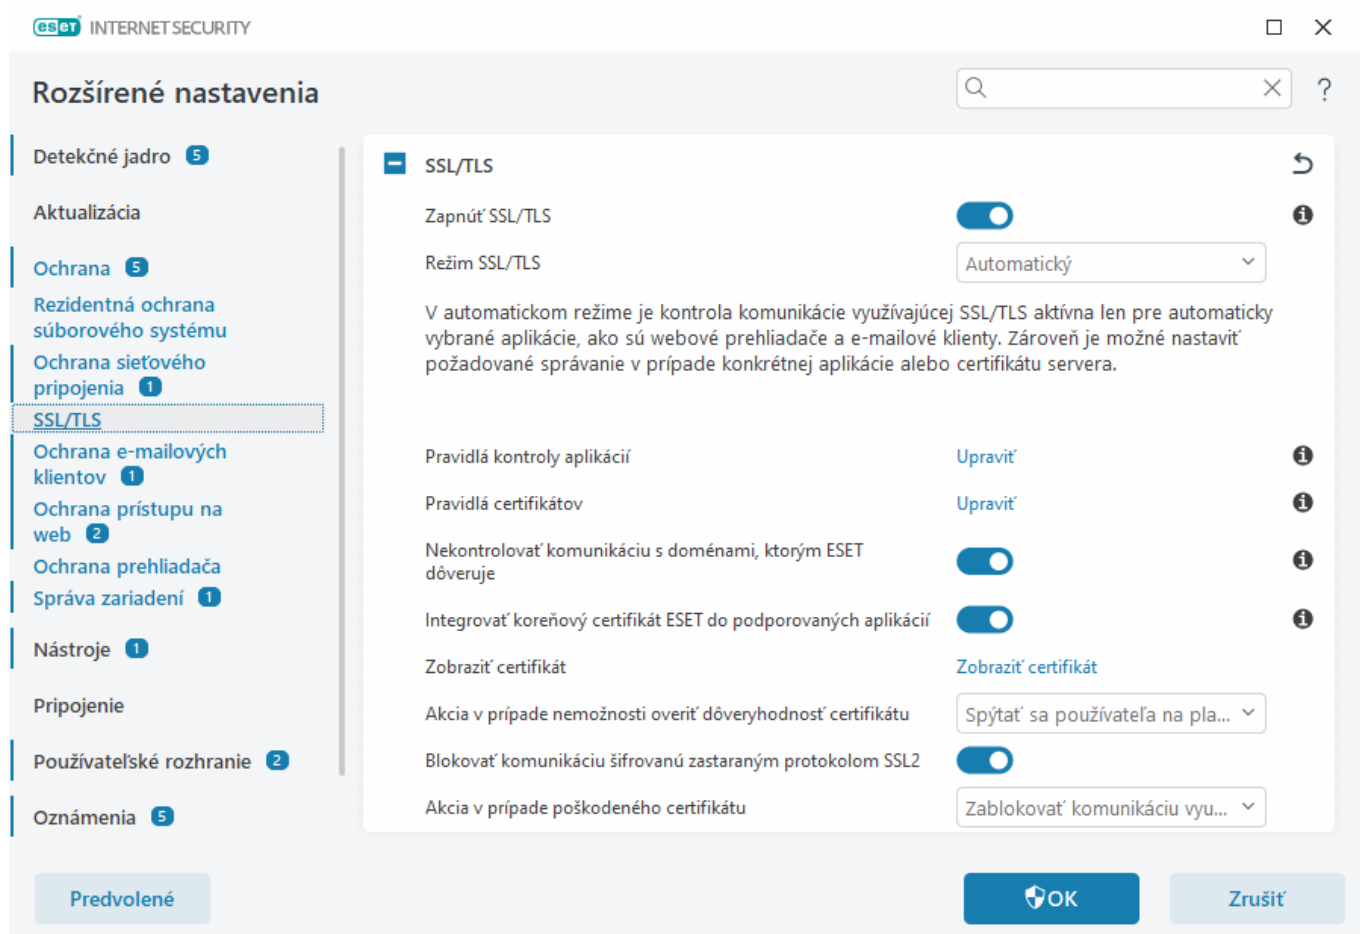 eset INTERNET SECURITY
Rozšírené nastavenia
?
Detekčné jadro 5
Aktualizácia
Ochrana 5
Rezidentná ochrana
súborového systému
Ochrana sieťového
pripojenia 1
SSL/TLS
Ochrana e-mailových
klientov 1
Ochrana prístupu na
web 2
Ochrana prehliadača
Správa zariadení 1
Nástroje 1
Pripojenie
Používateľské rozhranie 2
Oznámenia 5
SSL/TLS
Zapnúť SSL/TLS
Režim SSL/TLS Automatický
V automatickom režime je kontrola komunikácie využívajúcej SSL/TLS aktívna len pre automaticky
vybrané aplikácie, ako sú webové prehliadače a e-mailové klienty. Zároveň je možné nastaviť
požadované správanie v prípade konkrétnej aplikácie alebo certifikátu servera.
Pravidlá kontroly aplikácií Upraviť
Pravidlá certifikátov Upraviť
Nekontrolovať komunikáciu s doménami, ktorým ESET
dôveruje
Integrovať koreňový certifikát ESET do podporovaných aplikácií
Zobraziť certifikát Zobraziť certifikát
Akcia v prípade nemožnosti overiť dôveryhodnosť certifikátu Spýtať sa používateľa na pla...
Blokovať komunikáciu šifrovanú zastaraným protokolom SSL2
Akcia v prípade poškodeného certifikátu Zablokovať komunikáciu vyu...
Predvolené
OK
Zrušiť